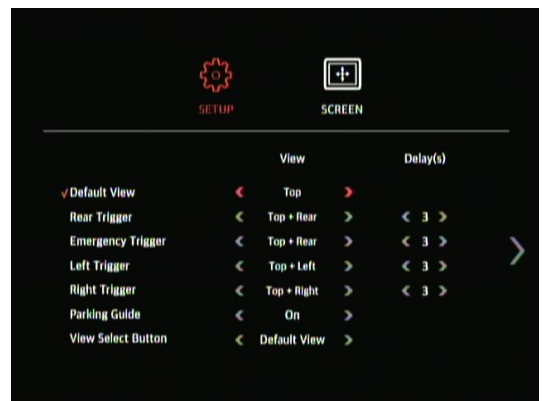 SETUP SCREEN
View Delay(s)
✓ Default View < Top >
Rear Trigger < Top + Rear > < 3 >
Emergency Trigger < Top + Rear > < 3 >
Left Trigger < Top + Left > < 3 >
Right Trigger < Top + Right > < 3 >
Parking Guide < On >
View Select Button < Default View >
>